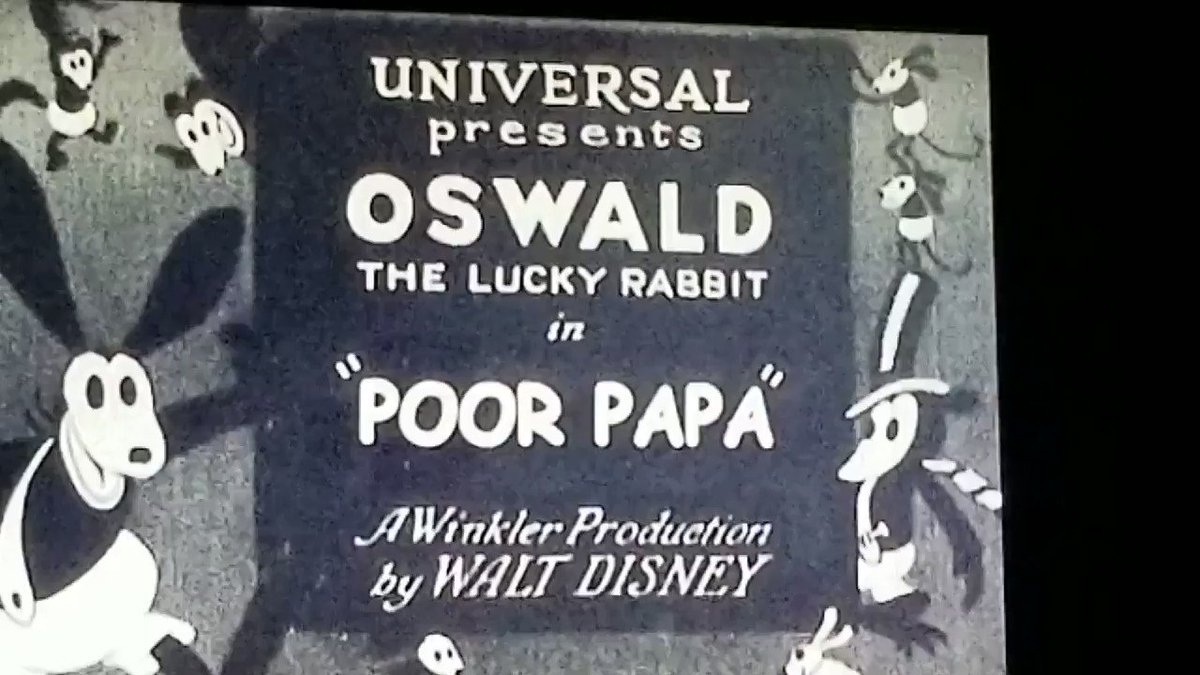 UNIVERSAL
presents
OSWALD
THE LUCKY RABBIT
in
"POOR PAPA"
A Winkler Production
by WALT DISNEY